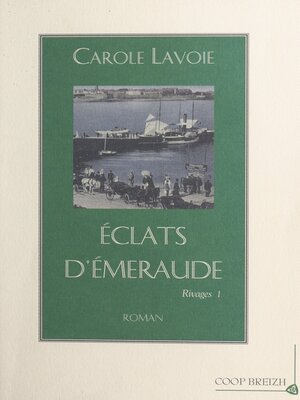 CAROLE LAVOIE
ÉCLATS
D'ÉMERAUDE
Rivages 1
ROMAN
COOP BREIZH